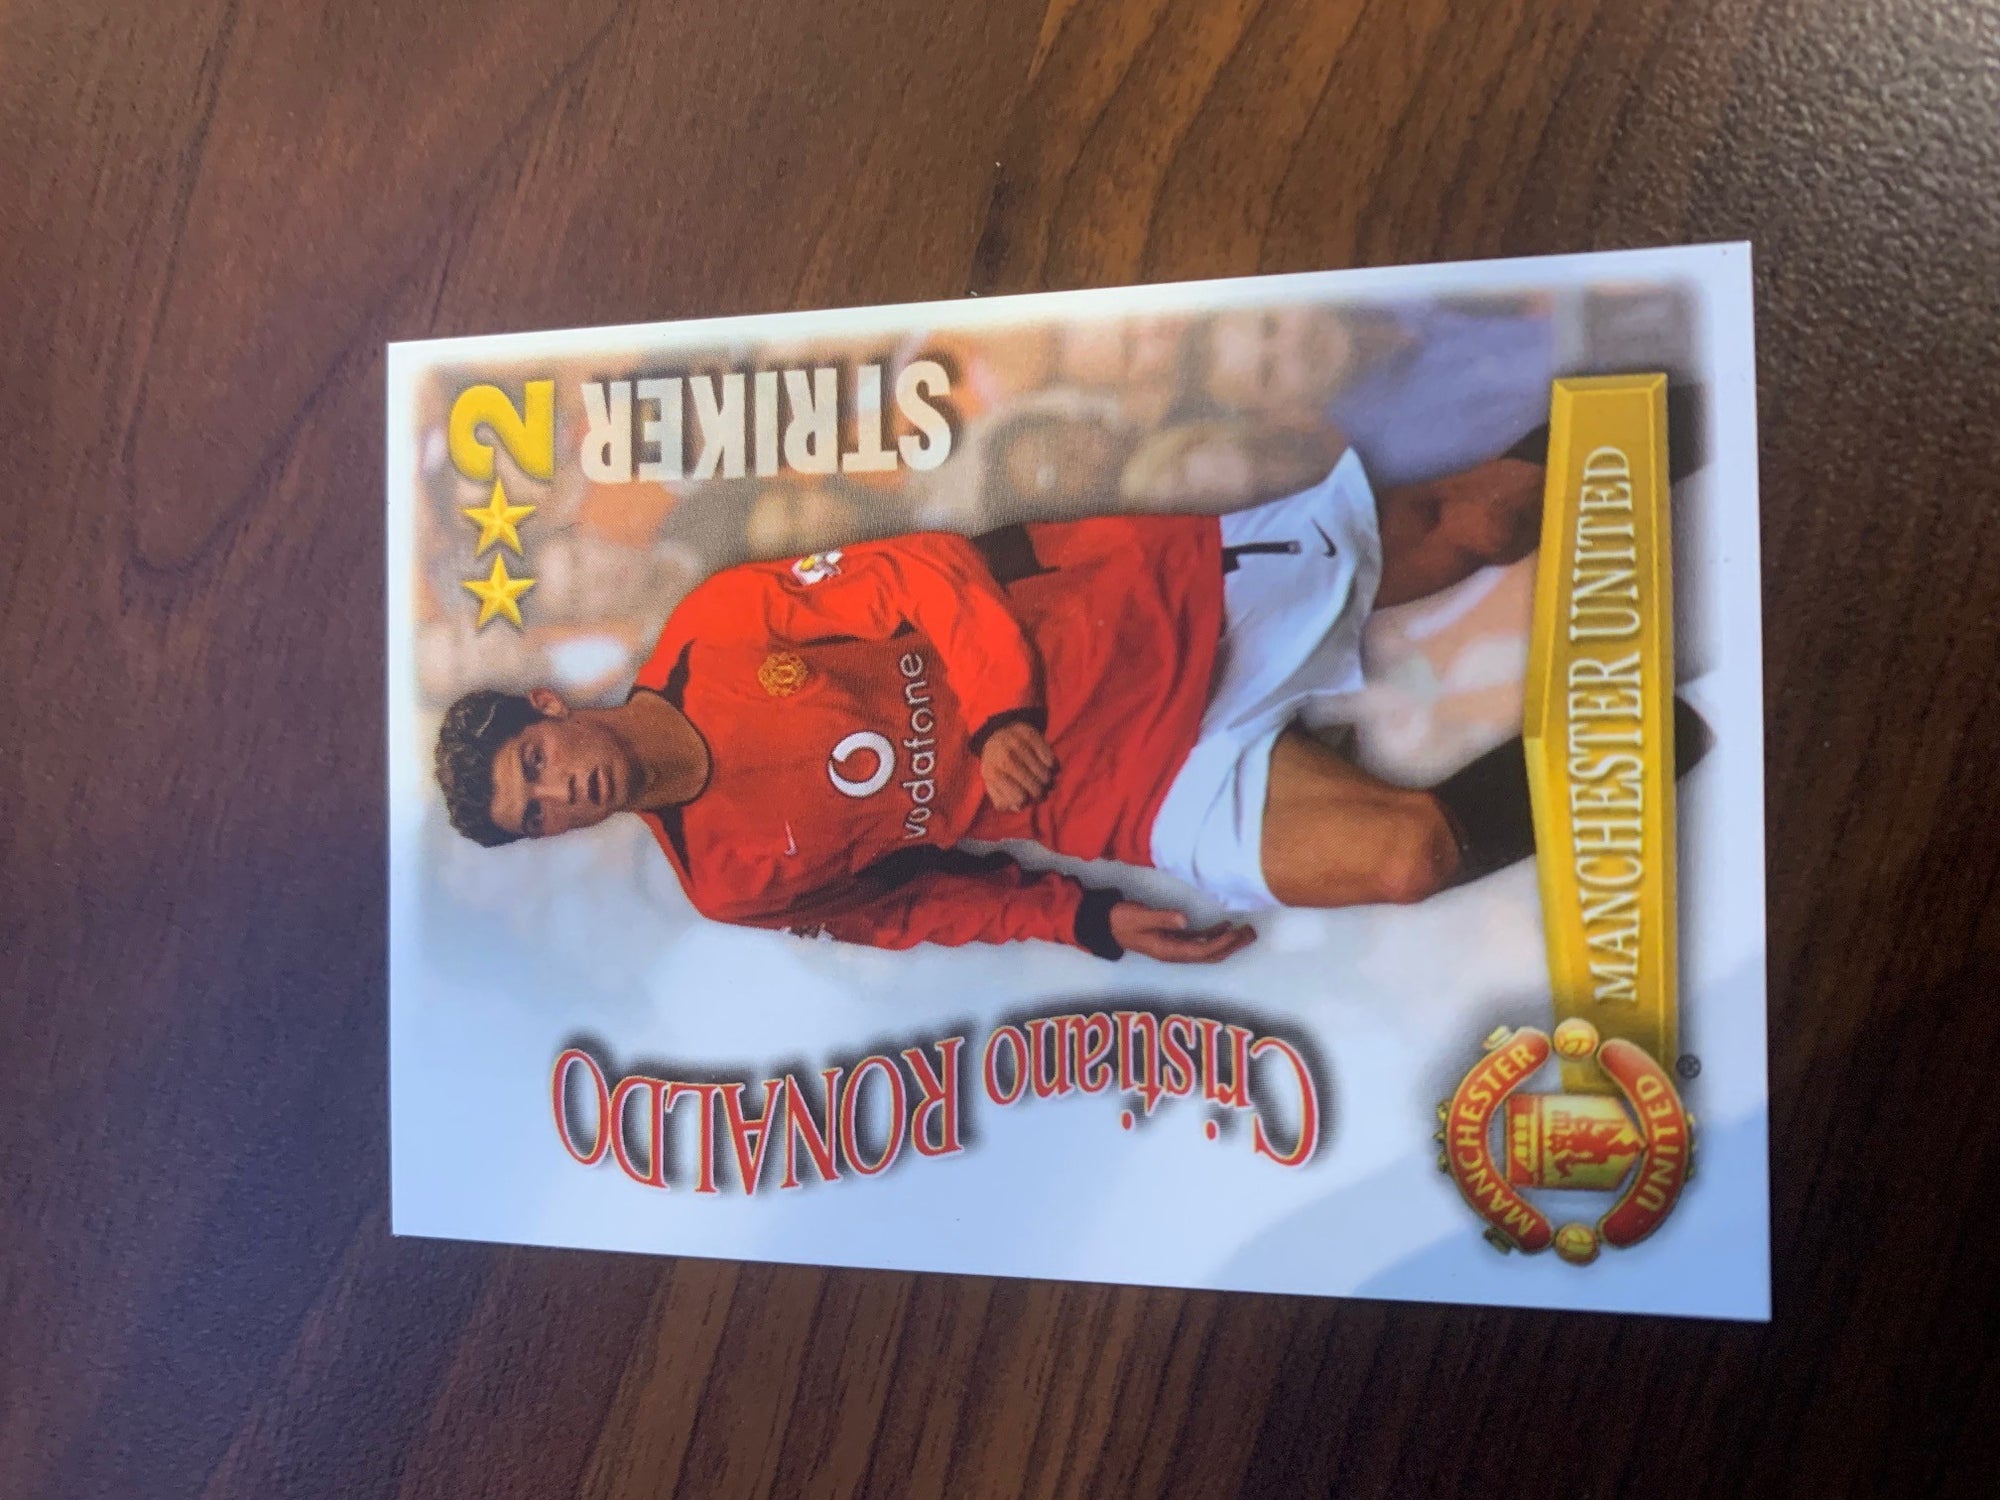 2
STRIKER
Cristiano RONALDO
vodafone
MANCHESTER UNITED
MANCHESTER
UNITED
®